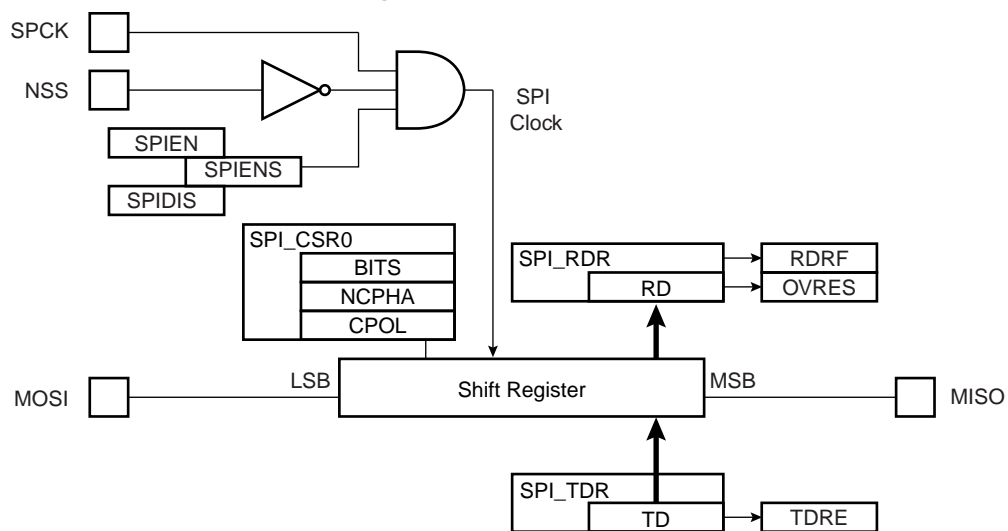 SPCK
NSS
SPI
Clock
SPIEN
SPIENS
SPIDIS
SPI_CSR0
BITS
NCPHA
CPOL
SPI_RDR
RD
RDRF
OVRES
LSB
Shift Register
MSB
MOSI
MISO
SPI_TDR
TD
TDRE